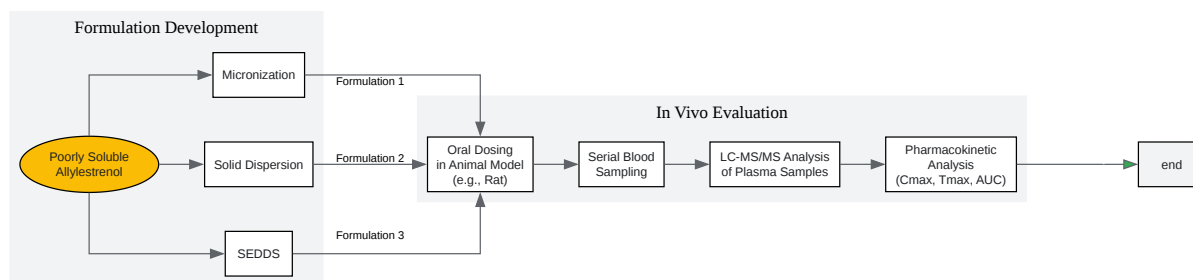 Formulation Development
Micronization
Formulation 1
In Vivo Evaluation
Poorly Soluble
Allylestrenol
Solid Dispersion
Formulation 2
Oral Dosing
in Animal Model
(e.g., Rat)
Serial Blood
Sampling
LC-MS/MS Analysis
of Plasma Samples
Pharmacokinetic
Analysis
(Cmax, Tmax, AUC)
end
SEDDS
Formulation 3